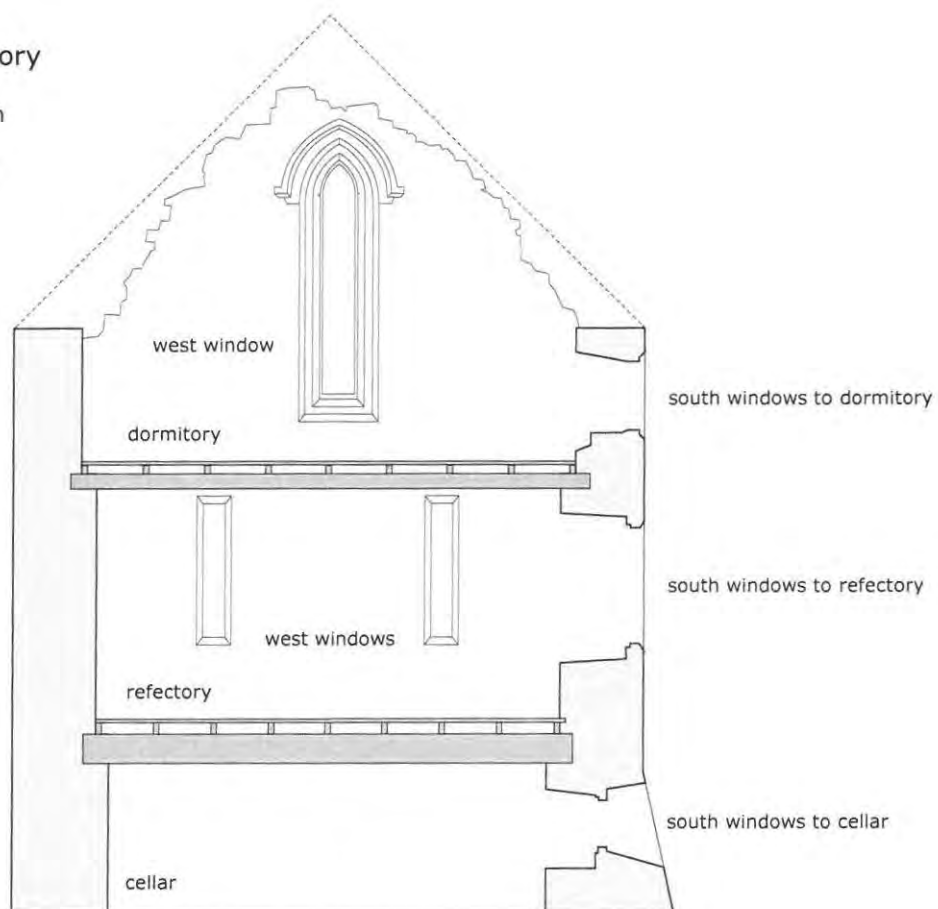 west window
south windows to dormitory
dormitory
south windows to refectory
west windows
refectory
south windows to cellar
cellar